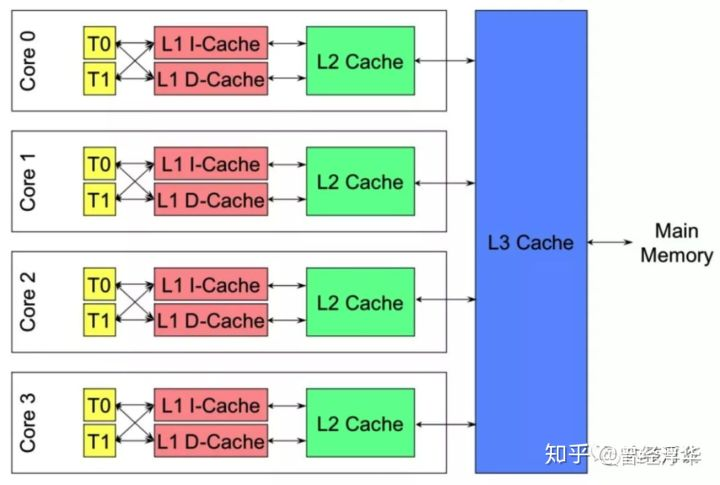 Core 0
T0
T1
L1 I-Cache
L1 D-Cache
L2 Cache
Core 1
T0
T1
L1 I-Cache
L1 D-Cache
L2 Cache
Core 2
T0
T1
L1 I-Cache
L1 D-Cache
L2 Cache
Core 3
T0
T1
L1 I-Cache
L1 D-Cache
L2 Cache
L3 Cache
Main
Memory
知乎